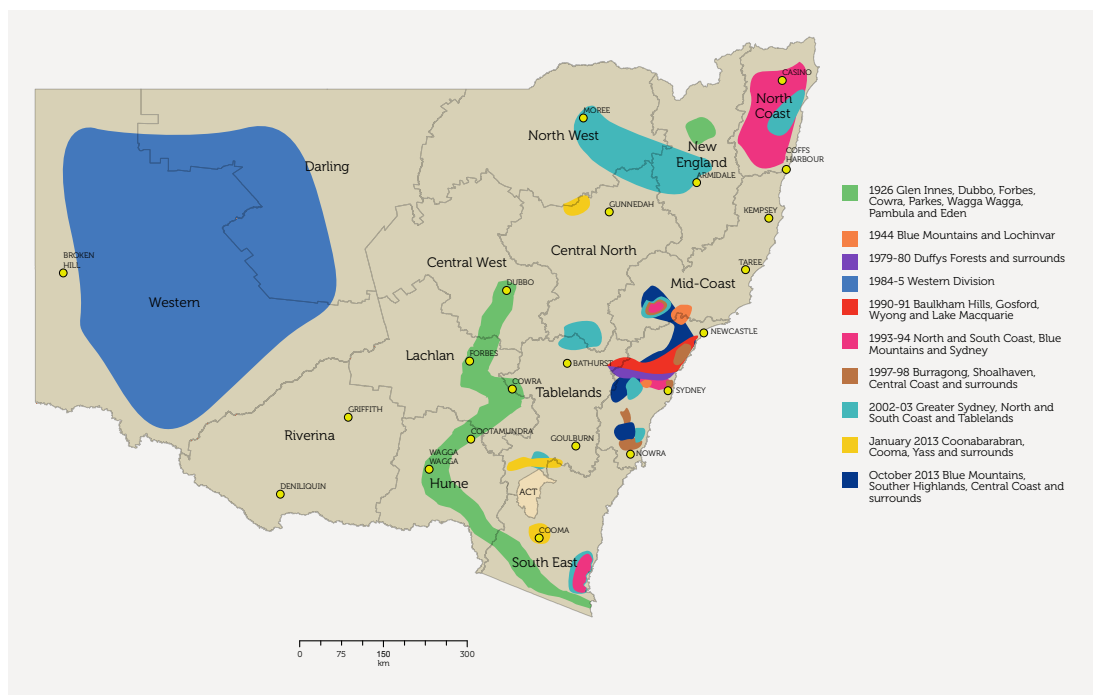 CASINO
North
Coast
MOREE
North West
New
England
COFFS
HARBOUR
Darling
ARMIDALE
GUNNEDAH
KEMPSEY
BROKEN
HILL
Central North
Central West
TAREE
Mid-Coast
DUBBO
Western
NEWCASTLE
Lachlan
FORBES
BATHURST
COWRA
Tablelands
SYDNEY
GRIFFITH
Riverina
COOTAMUNDRA
GOULBURN
WAGGA
WAGGA
NOWRA
Hume
DENILIQUIN
ACT
COOMA
South East
1926 Glen Innes, Dubbo, Forbes,
Cowra, Parkes, Wagga Wagga,
Pambula and Eden
1944 Blue Mountains and Lochinvar
1979-80 Duffys Forests and surrounds
1984-5 Western Division
1990-91 Baulkham Hills, Gosford,
Wyong and Lake Macquarie
1993-94 North and South Coast, Blue
Mountains and Sydney
1997-98 Burragong, Shoalhaven,
Central Coast and surrounds
2002-03 Greater Sydney, North and
South Coast and Tablelands
January 2013 Coonabarabran,
Cooma, Yass and surrounds
October 2013 Blue Mountains,
Souther Highlands, Central Coast and
surrounds
0 75 150 300
km